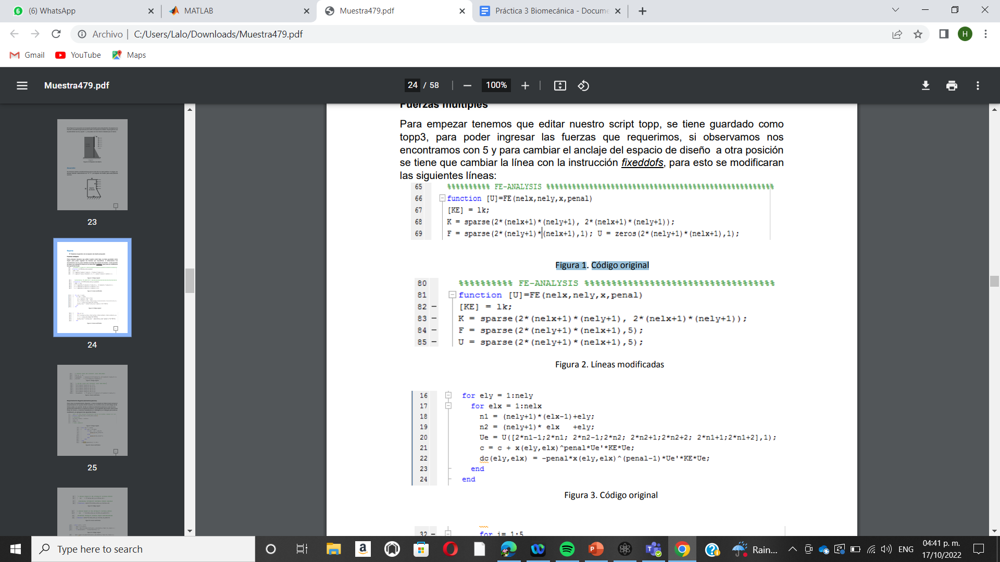 (6) WhatsApp
MATLAB
Muestra479.pdf
Práctica 3 Biomecánica - Docume
Archivo
C:/Users/Lalo/Downloads/Muestra479.pdf
H
Gmail
YouTube
Maps
Muestra479.pdf
24 / 58
100%
23
24
25
Fuerzas múltiples
Para empezar tenemos que editar nuestro script topp, se tiene guardado como
topp3, para poder ingresar las fuerzas que requerimos, si observamos nos
encontramos con 5 y para cambiar el anclaje del espacio de diseño a otra posición
se tiene que cambiar la línea con la instrucción fixeddofs, para esto se modificaran
las siguientes líneas:
65 %%%%%%%%%% FE-ANALYSIS %%%%%%%%%%%%%%%%%%%%%%%%%%%%%%%%%%%%%%%%%%%%%%%%%%%%%
66 function [U]=FE(nelx,nely,x,penal)
67 [KE] = lk;
68 K = sparse(2*(nelx+1)*(nely+1), 2*(nelx+1)*(nely+1));
69 F = sparse(2*(nely+1)*(nelx+1),1); U = zeros(2*(nely+1)*(nelx+1),1);
Figura 1. Código original
80 %%%%%%%%%% FE-ANALYSIS %%%%%%%%%%%%%%%%%%%%%%%%%%%%%%%%%%%
81 function [U]=FE(nelx,nely,x,penal)
82 – [KE] = lk;
83 – K = sparse(2*(nelx+1)*(nely+1), 2*(nelx+1)*(nely+1));
84 – F = sparse(2*(nely+1)*(nelx+1),5);
85 – U = sparse(2*(nely+1)*(nelx+1),5);
Figura 2. Líneas modificadas
16 for ely = 1:nely
17 for elx = 1:nelx
18 n1 = (nely+1)*(elx-1)+ely;
19 n2 = (nely+1)* elx +ely;
20 Ue = U([2*n1-1;2*n1; 2*n2-1;2*n2; 2*n2+1;2*n2+2; 2*n1+1;2*n1+2],1);
21 c = c + x(ely,elx)^penal*Ue'*KE*Ue;
22 dc(ely,elx) = -penal*x(ely,elx)^(penal-1)*Ue'*KE*Ue;
23 end
24 end
Figura 3. Código original
32 – for i= 1:5
Type here to search
Rain...
ENG
04:41 p. m.
17/10/2022